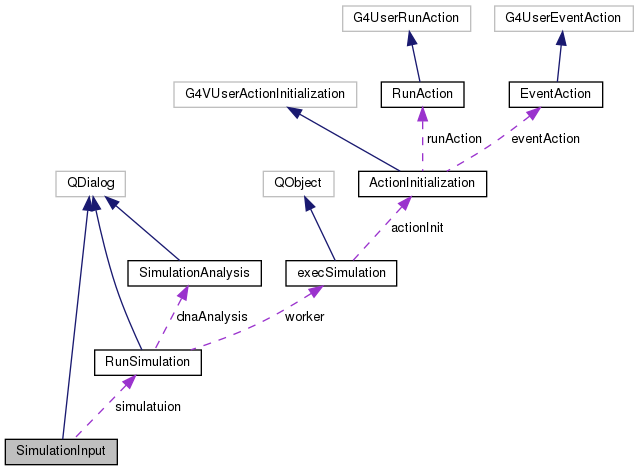 G4UserRunAction
G4UserEventAction
G4VUserActionInitialization
RunAction
EventAction
runAction
eventAction
QDialog
QObject
ActionInitialization
actionInit
SimulationAnalysis
execSimulation
dnaAnalysis
worker
RunSimulation
simulatuion
SimulationInput